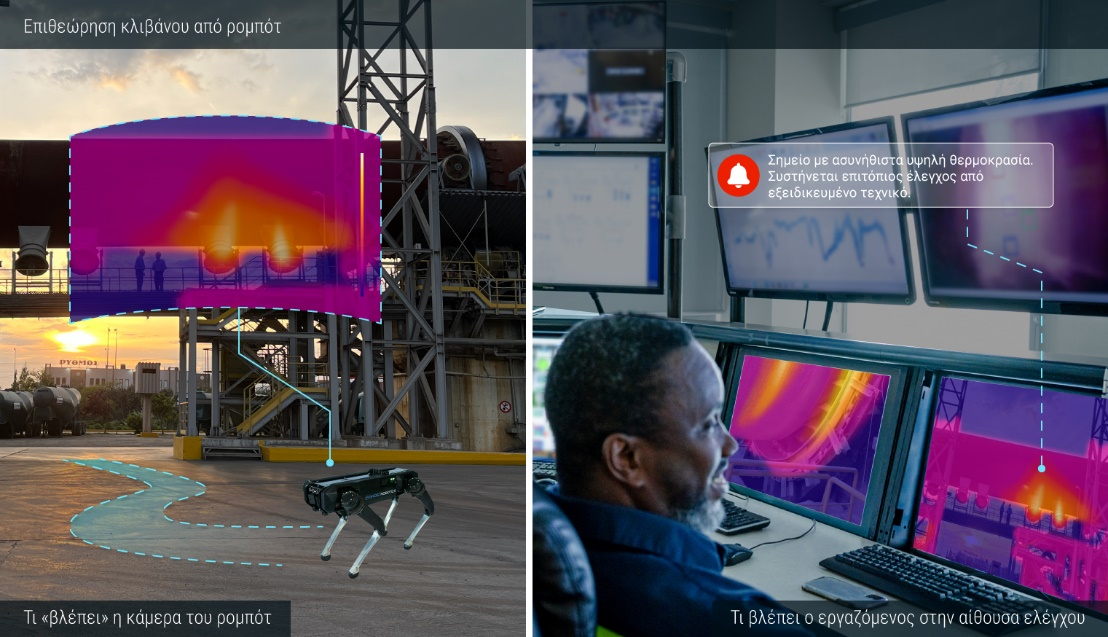 Επιθεώρηση κλιβάνου από ρομπότ
Τι «βλέπει» η κάμερα του ρομπότ
Σημείο με ασυνήθιστα υψηλή θερμοκρασία.
Συστήνεται επιτόπιος έλεγχος από
εξειδικευμένο τεχνικό.
Τι βλέπει ο εργαζόμενος στην αίθουσα ελέγχου